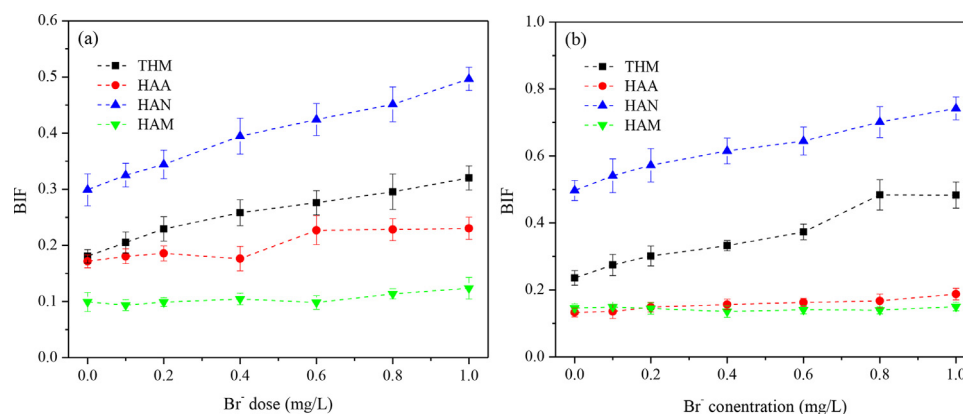 (a)
THM
HAA
HAN
HAM
BIF
0.6
0.5
0.4
0.3
0.2
0.1
0.0
0.0 0.2 0.4 0.6 0.8 1.0
Br⁻ dose (mg/L)
(b)
THM
HAA
HAN
HAM
BIF
1.0
0.8
0.6
0.4
0.2
0.0
0.0 0.2 0.4 0.6 0.8 1.0
Br⁻ conentration (mg/L)